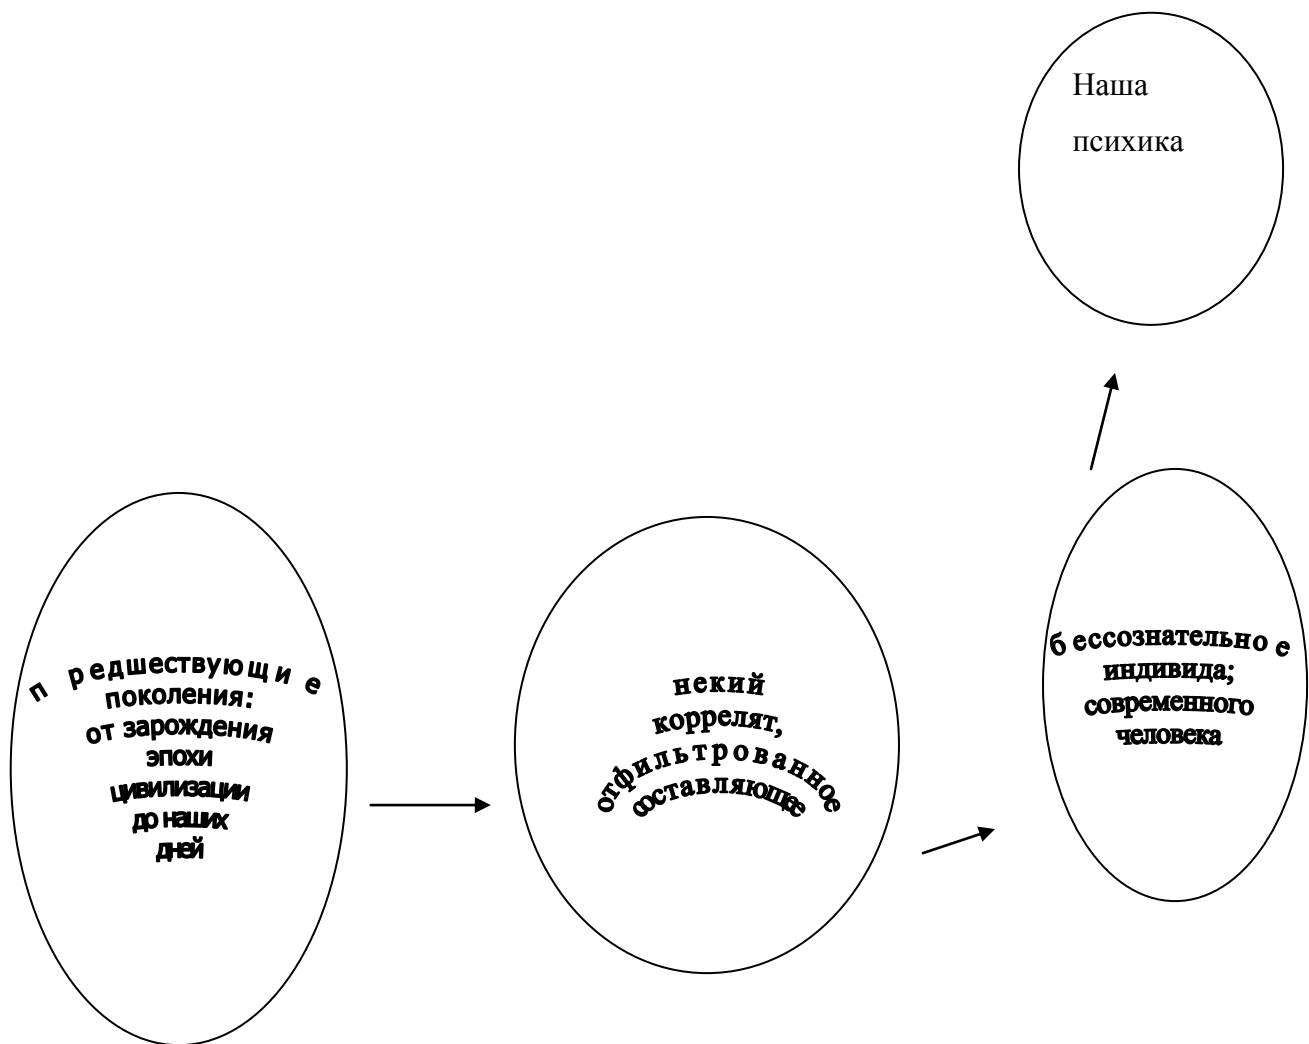 Наша
психика
предшествующие
поколения:
от зарождения
эпохи
цивилизации
до наших
дней
некий
коррелят,
отфильтрованное
составляющее
бессознательное
индивида;
современного
человека